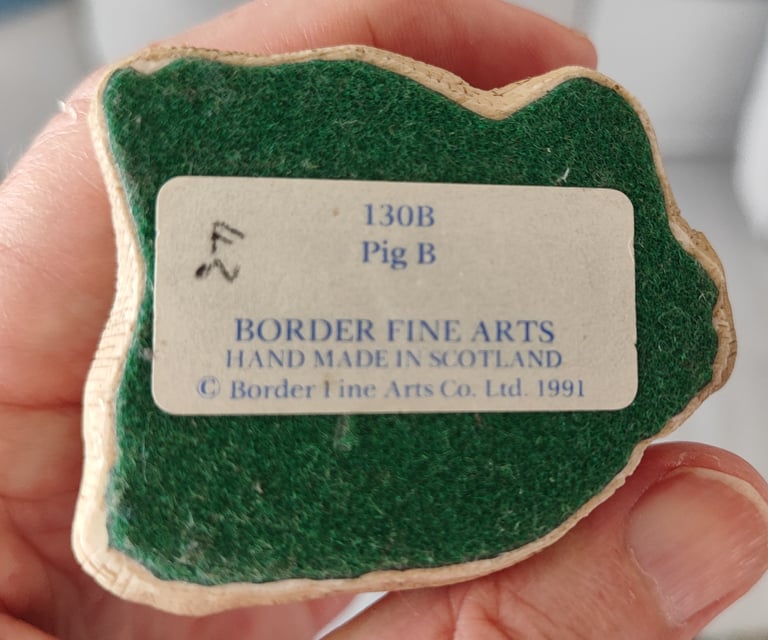 130B
Pig B
BORDER FINE ARTS
HAND MADE IN SCOTLAND
© Border Fine Arts Co. Ltd. 1991